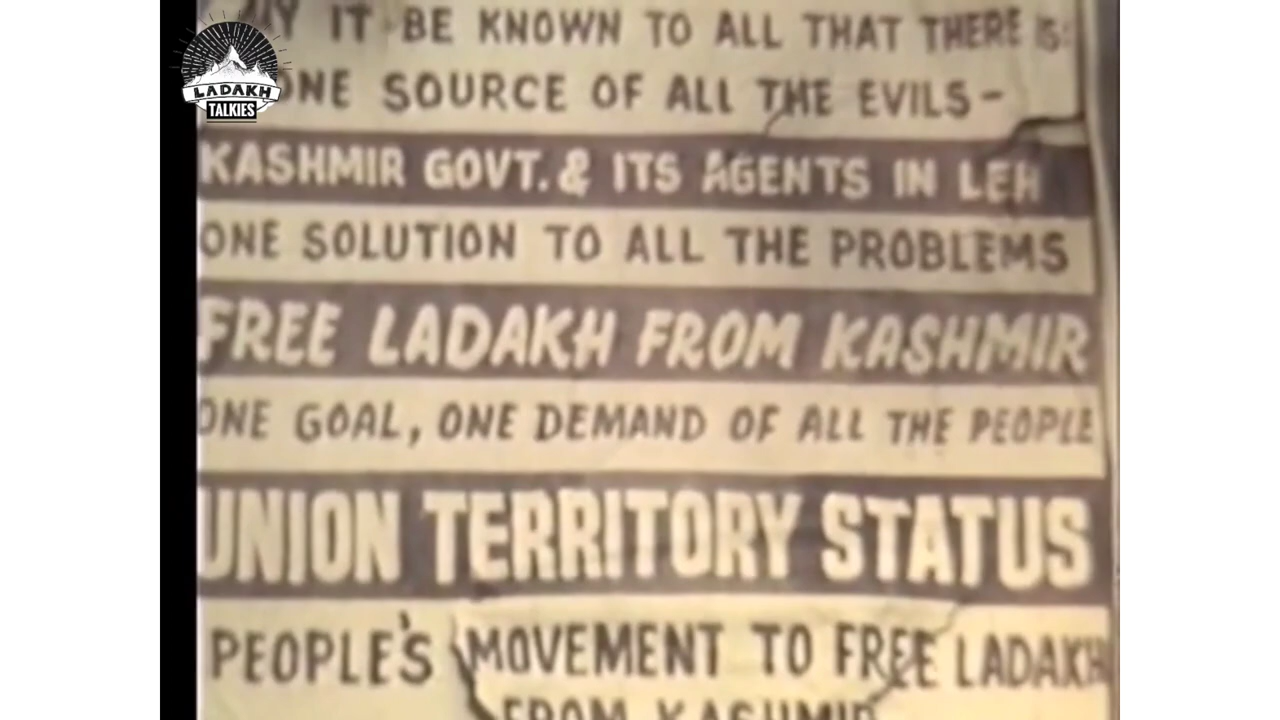 LADAKH
TALKIES
IT BE KNOWN TO ALL THAT THERE IS:
ONE SOURCE OF ALL THE EVILS-
KASHMIR GOVT. & ITS AGENTS IN LEH
ONE SOLUTION TO ALL THE PROBLEMS
FREE LADAKH FROM KASHMIR
ONE GOAL, ONE DEMAND OF ALL THE PEOPLE
UNION TERRITORY STATUS
PEOPLE'S MOVEMENT TO FREE LADAKH
FROM KASHMIR